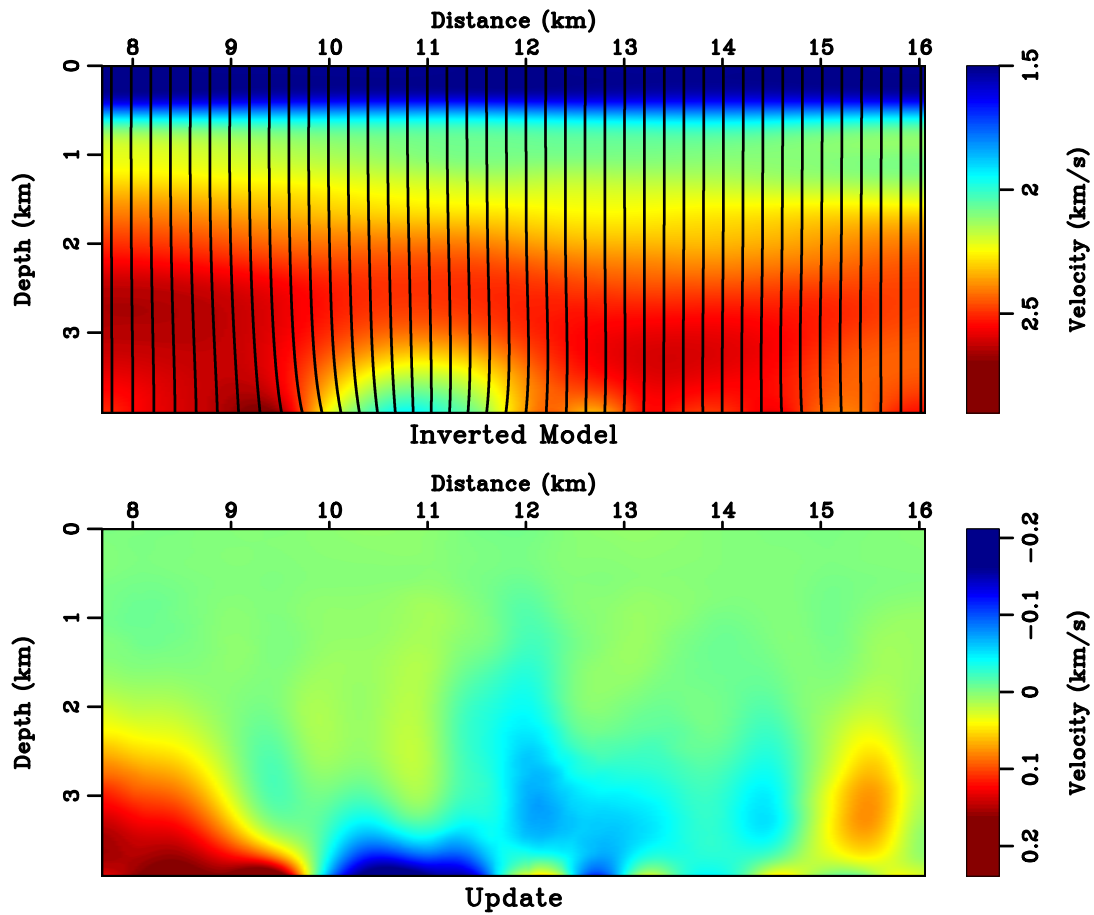 Distance (km)
8 9 10 11 12 13 14 15 16
0
1
2
3
Depth (km)
1.5
2
2.5
Velocity (km/s)
Inverted Model
Distance (km)
8 9 10 11 12 13 14 15 16
0
1
2
3
Depth (km)
−0.2
−0.1
0
0.1
0.2
Velocity (km/s)
Update